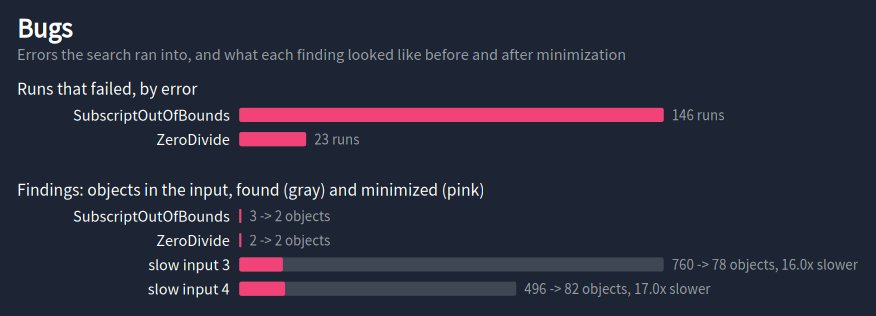 Bugs
Errors the search ran into, and what each finding looked like before and after minimization
Runs that failed, by error
SubscriptOutOfBounds 146 runs
ZeroDivide 23 runs
Findings: objects in the input, found (gray) and minimized (pink)
SubscriptOutOfBounds 3 -> 2 objects
ZeroDivide 2 -> 2 objects
slow input 3 760 -> 78 objects, 16.0x slower
slow input 4 496 -> 82 objects, 17.0x slower